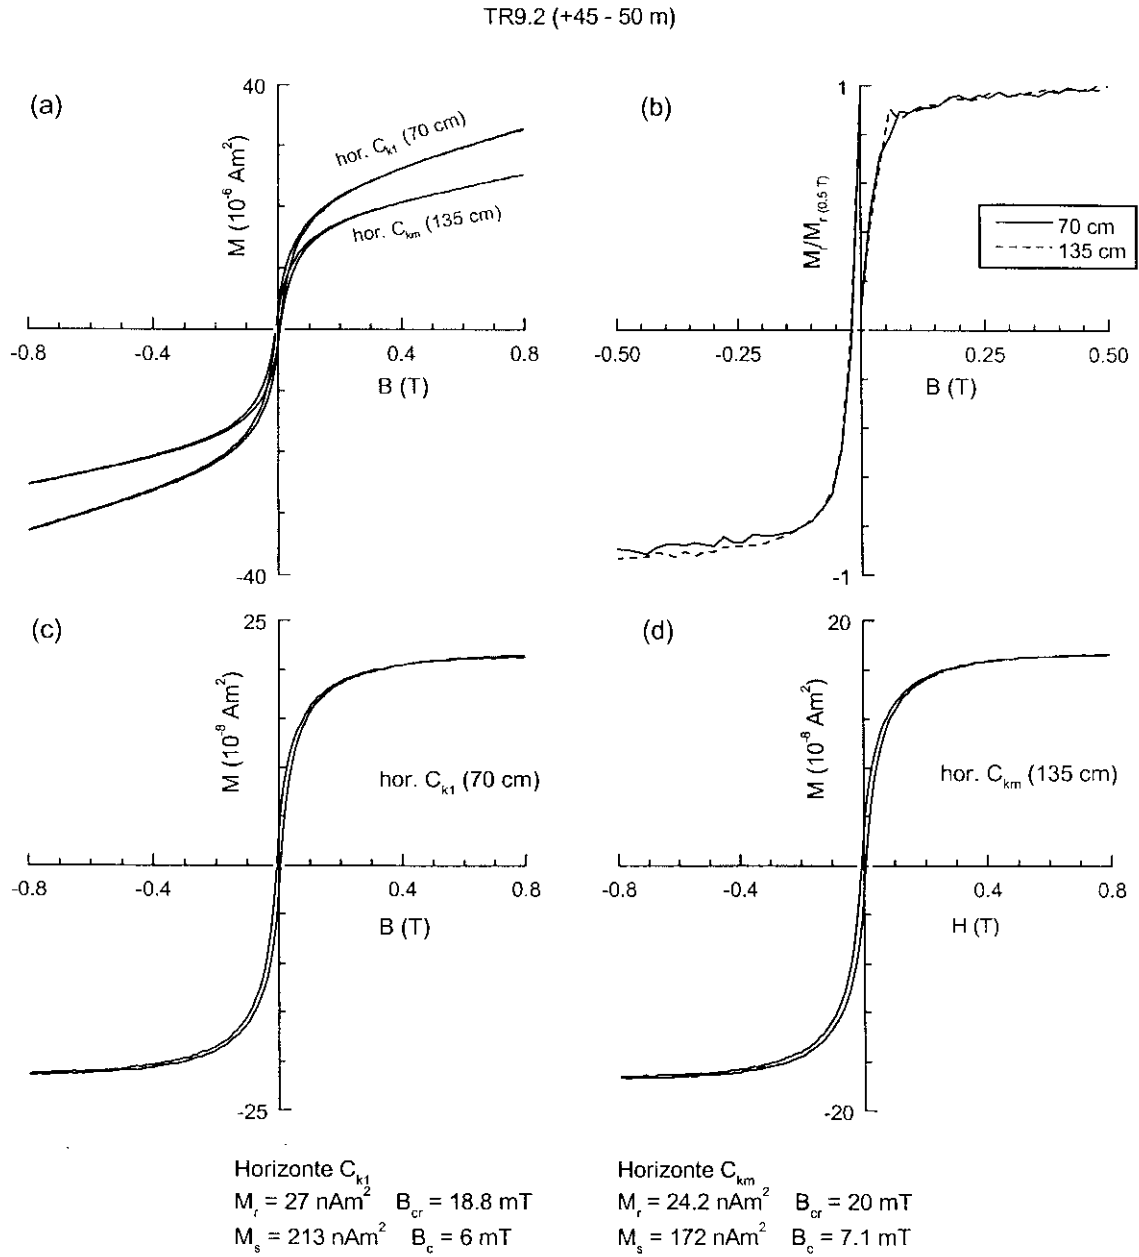 TR9.2 (+45 - 50 m)
(a)
40
M (10⁻⁶ Am²)
hor. Cₖ₁ (70 cm)
hor. Cₖₘ (135 cm)
-0.8
-0.4
0.4
0.8
B (T)
-40
(b)
1
Mᵣ/Mᵣ (0.5 T)
70 cm
135 cm
-0.50
-0.25
0.25
0.50
B (T)
-1
(c)
25
M (10⁻⁸ Am²)
hor. Cₖ₁ (70 cm)
-0.8
-0.4
0.4
0.8
B (T)
-25
(d)
20
M (10⁻⁸ Am²)
hor. Cₖₘ (135 cm)
-0.8
-0.4
0.4
0.8
H (T)
-20
Horizonte Cₖ₁
Mᵣ = 27 nAm² B_cr = 18.8 mT
Mₛ = 213 nAm² B_c = 6 mT
Horizonte Cₖₘ
Mᵣ = 24.2 nAm² B_cr = 20 mT
Mₛ = 172 nAm² B_c = 7.1 mT